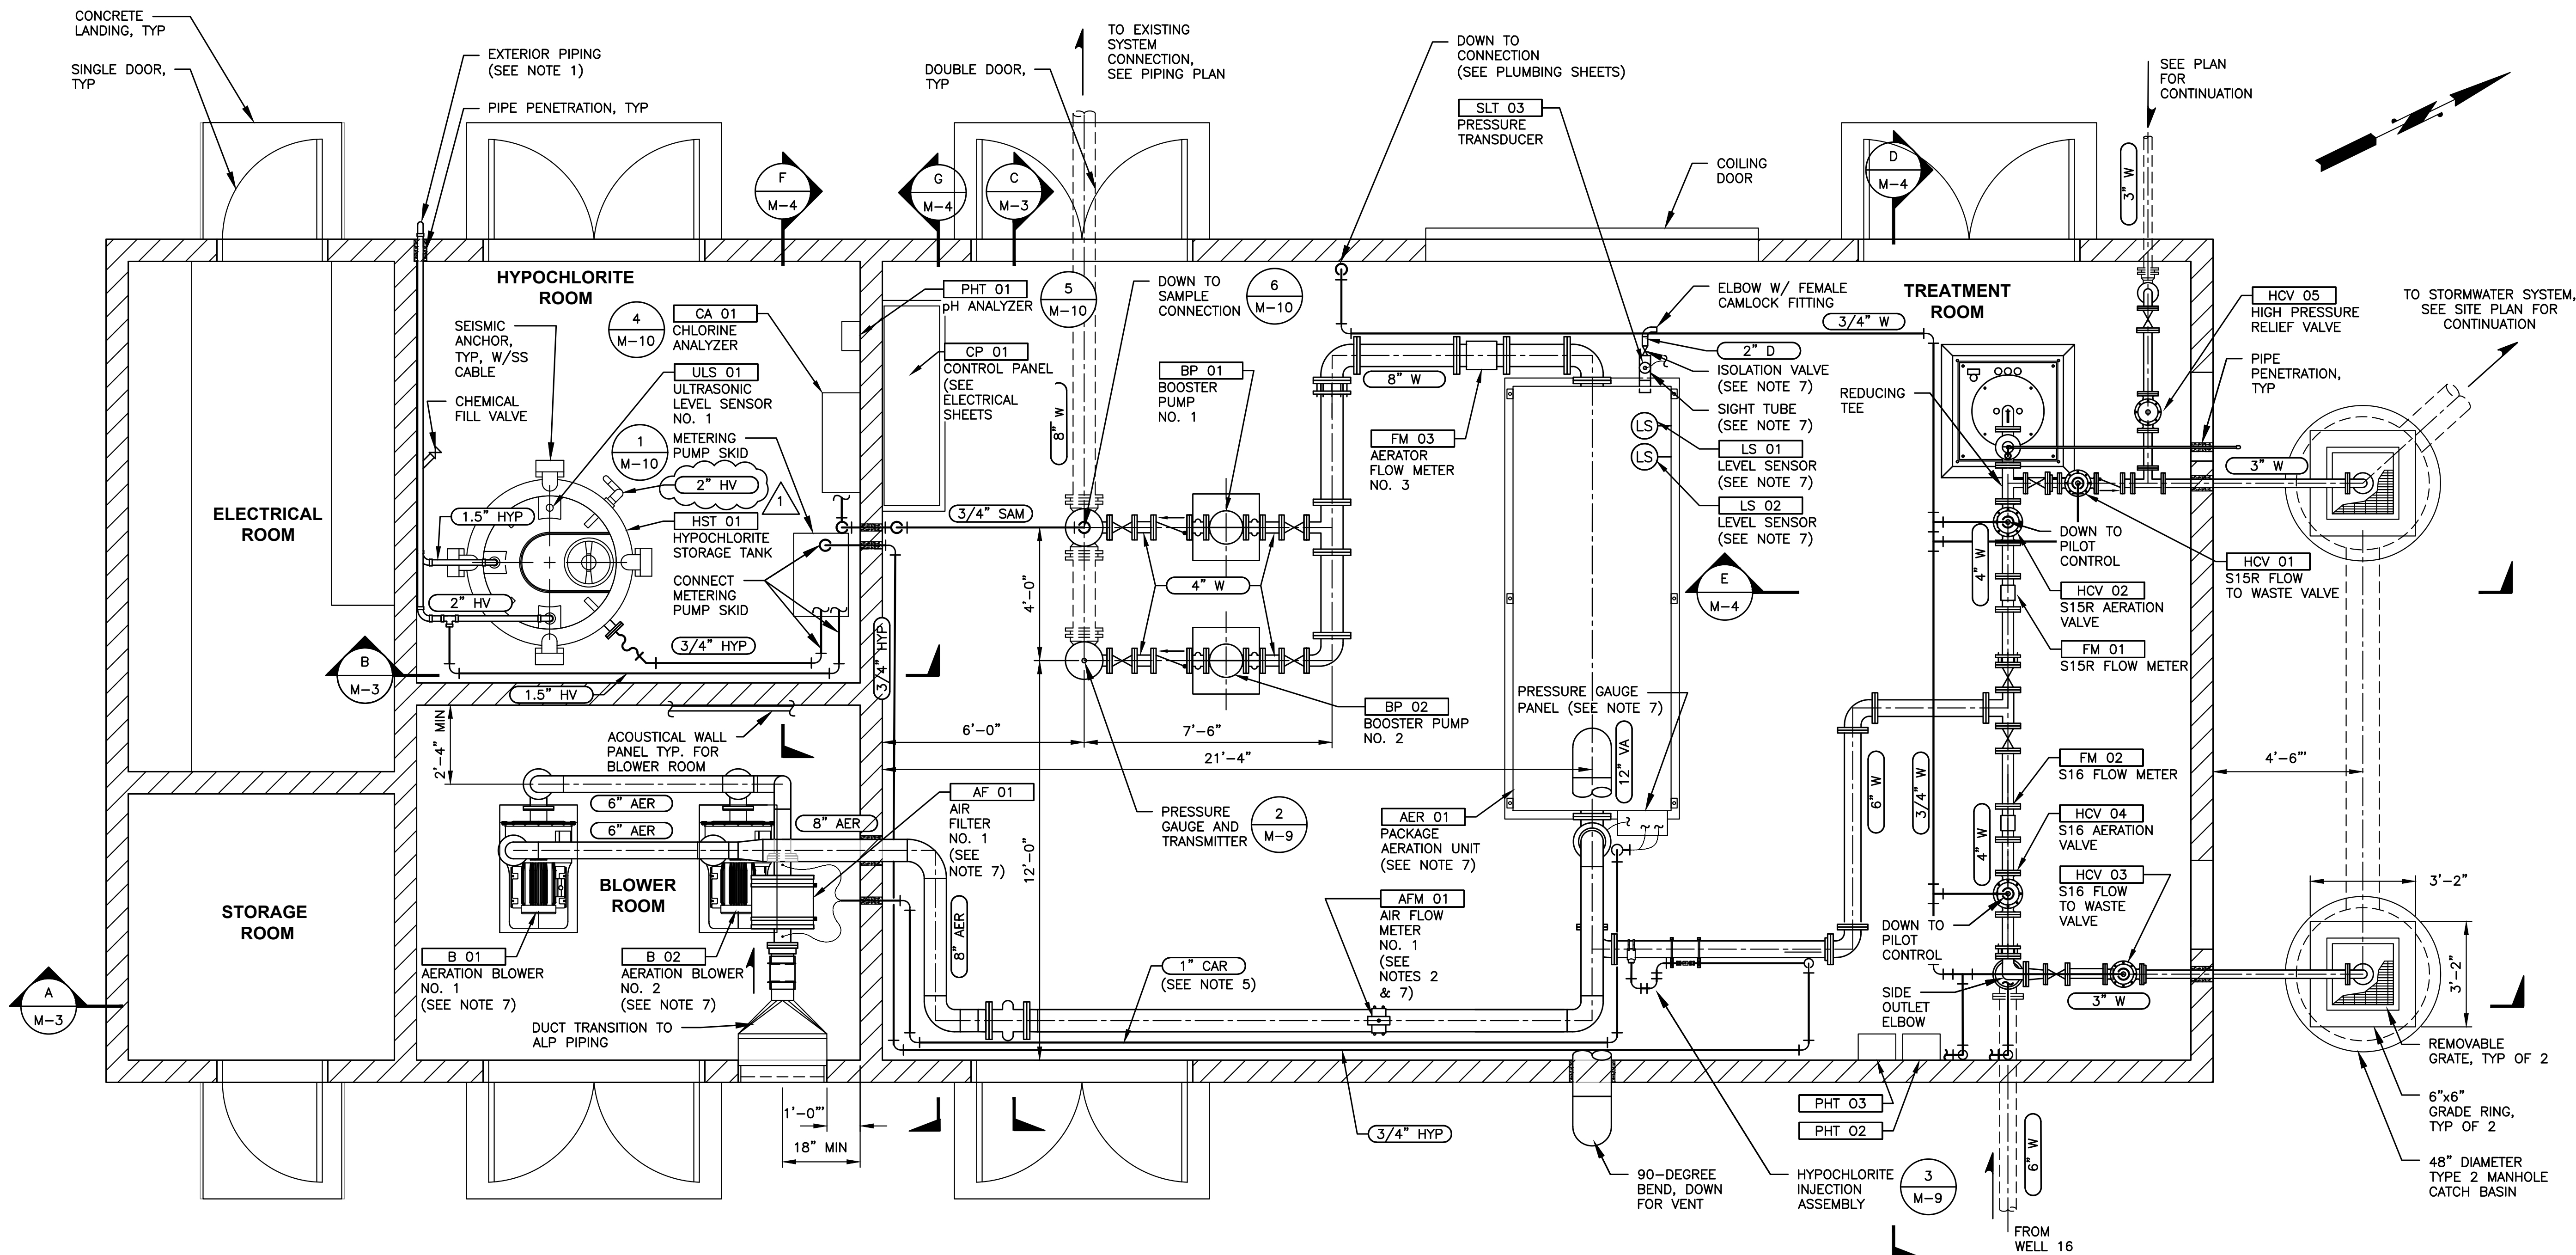 CONCRETE
LANDING, TYP
SINGLE DOOR,
TYP
EXTERIOR PIPING
(SEE NOTE 1)
PIPE PENETRATION, TYP
TO EXISTING
SYSTEM
CONNECTION,
SEE PIPING PLAN
DOUBLE DOOR,
TYP
DOWN TO
CONNECTION
(SEE PLUMBING SHEETS)
SLT 03
PRESSURE
TRANSDUCER
COILING
DOOR
SEE PLAN
FOR
CONTINUATION
3" W
F
M-4
G
M-4
C
M-3
D
M-4
HYPOCHLORITE
ROOM
4
M-10
CA 01
CHLORINE
ANALYZER
SEISMIC
ANCHOR,
TYP, W/SS
CABLE
ULS 01
ULTRASONIC
LEVEL SENSOR
NO. 1
CHEMICAL
FILL VALVE
1
M-10
METERING
PUMP SKID
2" HV
1
1.5" HYP
HST 01
HYPOCHLORITE
STORAGE TANK
CONNECT
METERING
PUMP SKID
2" HV
3/4" HYP
1.5" HV
B
M-3
ELECTRICAL
ROOM
PHT 01
pH ANALYZER
5
M-10
CP 01
CONTROL PANEL
(SEE
ELECTRICAL
SHEETS
8" W
DOWN TO
SAMPLE
CONNECTION
6
M-10
BP 01
BOOSTER
PUMP
NO. 1
3/4" SAM
4" W
4'-0"
3/4" HYP
BP 02
BOOSTER PUMP
NO. 2
8" W
FM 03
AERATOR
FLOW METER
NO. 3
ELBOW W/ FEMALE
CAMLOCK FITTING
3/4" W
2" D
ISOLATION VALVE
(SEE NOTE 7)
SIGHT TUBE
(SEE NOTE 7)
LS
LS
LS 01
LEVEL SENSOR
(SEE NOTE 7)
LS 02
LEVEL SENSOR
(SEE NOTE 7)
E
M-4
TREATMENT
ROOM
REDUCING
TEE
HCV 05
HIGH PRESSURE
RELIEF VALVE
TO STORMWATER SYSTEM,
SEE SITE PLAN FOR
CONTINUATION
PIPE
PENETRATION,
TYP
3" W
DOWN TO
PILOT
CONTROL
4" W
HCV 01
S15R FLOW
TO WASTE VALVE
HCV 02
S15R AERATION
VALVE
FM 01
S15R FLOW METER
PRESSURE GAUGE
PANEL (SEE NOTE 7)
12" VA
6'-0"
7'-6"
21'-4"
2'-4" MIN
ACOUSTICAL WALL
PANEL TYP. FOR
BLOWER ROOM
6" AER
6" AER
8" AER
AF 01
AIR
FILTER
NO. 1
(SEE
NOTE 7)
12'-0"
PRESSURE
GAUGE AND
TRANSMITTER
2
M-9
AER 01
PACKAGE
AERATION UNIT
(SEE NOTE 7)
6" W
3/4" W
FM 02
S16 FLOW METER
4'-6"'
4" W
HCV 04
S16 AERATION
VALVE
HCV 03
S16 FLOW
TO WASTE
VALVE
3'-2"
3'-2"
BLOWER
ROOM
STORAGE
ROOM
B 01
AERATION BLOWER
NO. 1
(SEE NOTE 7)
B 02
AERATION BLOWER
NO. 2
(SEE NOTE 7)
8" AER
1" CAR
(SEE NOTE 5)
AFM 01
AIR FLOW
METER
NO. 1
(SEE
NOTES 2
& 7)
DOWN TO
PILOT
CONTROL
SIDE
OUTLET
ELBOW
3" W
A
M-3
DUCT TRANSITION TO
ALP PIPING
REMOVABLE
GRATE, TYP OF 2
6"x6"
GRADE RING,
TYP OF 2
48" DIAMETER
TYPE 2 MANHOLE
CATCH BASIN
1'-0"'
18" MIN
3/4" HYP
90-DEGREE
BEND, DOWN
FOR VENT
PHT 03
PHT 02
HYPOCHLORITE
INJECTION
ASSEMBLY
3
M-9
6" W
FROM
WELL 16